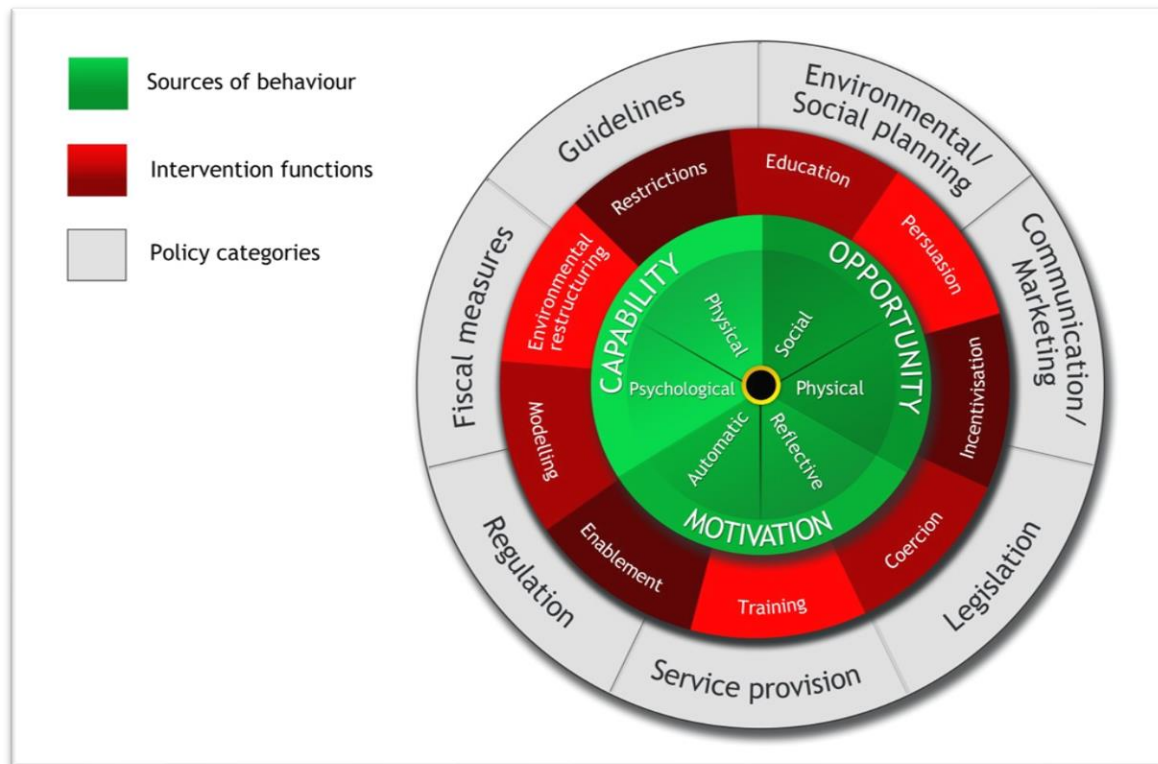 Sources of behaviour
Intervention functions
Policy categories
Guidelines
Environmental/
Social planning
Communication/
Marketing
Legislation
Service provision
Regulation
Fiscal measures
Restrictions
Education
Persuasion
Incentivisation
Coercion
Training
Enablement
Modelling
Environmental
restructuring
CAPABILITY
OPPORTUNITY
MOTIVATION
Physical
Social
Physical
Reflective
Automatic
Psychological